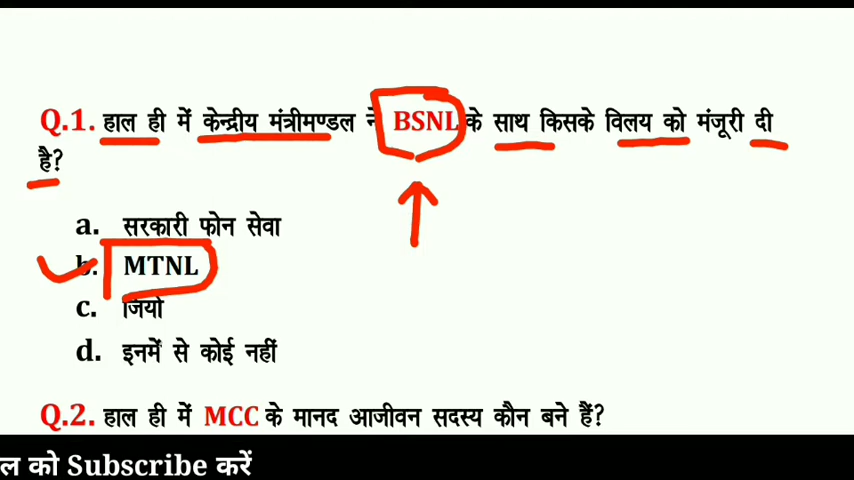 Q.1. हाल ही में केन्द्रीय मंत्रीमण्डल ने BSNL के साथ किसके विलय को मंजूरी दी
है?
a. सरकारी फोन सेवा
b. MTNL
c. जियो
d. इनमें से कोई नहीं
Q.2. हाल ही में MCC के मानद आजीवन सदस्य कौन बने हैं?
ल को Subscribe करें